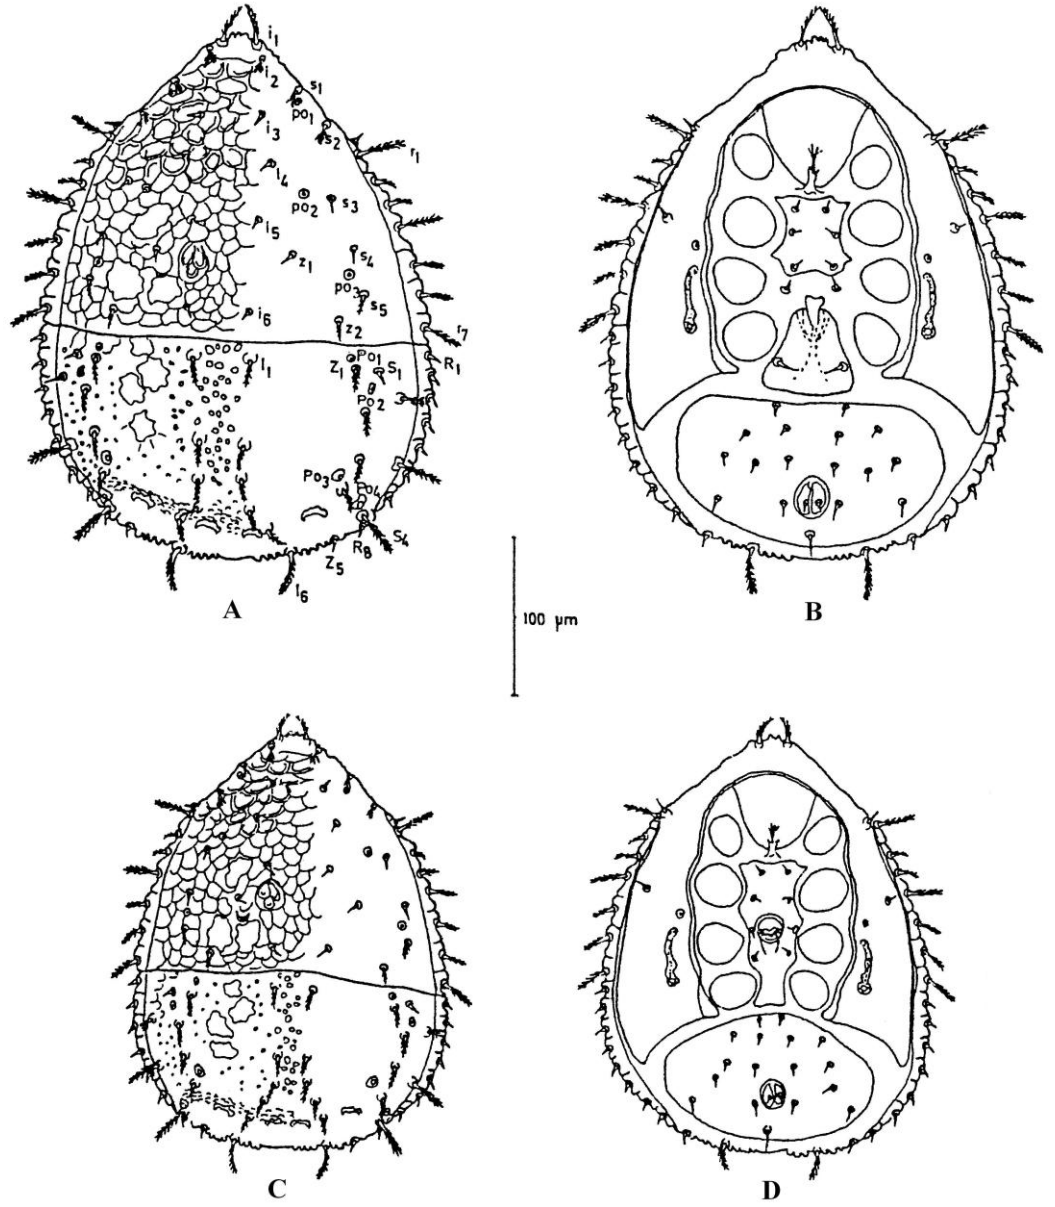 i₁
i₂
s₁
po₁
i₃
s₂
r₁
i₄
po₂
s₃
i₅
z₁
s₄
po₃
s₅
i₆
z₂
r₇
I₁
Po₁
R₁
Z₁
S₁
Po₂
Po₃
Po₄
S₄
R₈
Z₅
I₆
A
B
100 µm
C
D